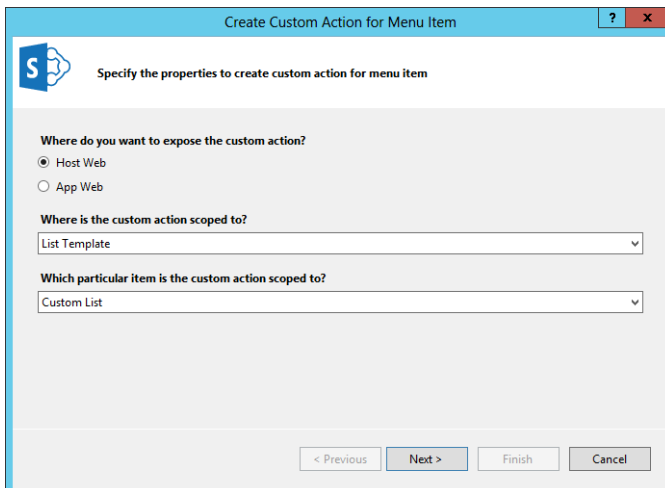 Create Custom Action for Menu Item
? x
S
Specify the properties to create custom action for menu item
Where do you want to expose the custom action?
Host Web
App Web
Where is the custom action scoped to?
List Template
Which particular item is the custom action scoped to?
Custom List
< Previous Next > Finish Cancel